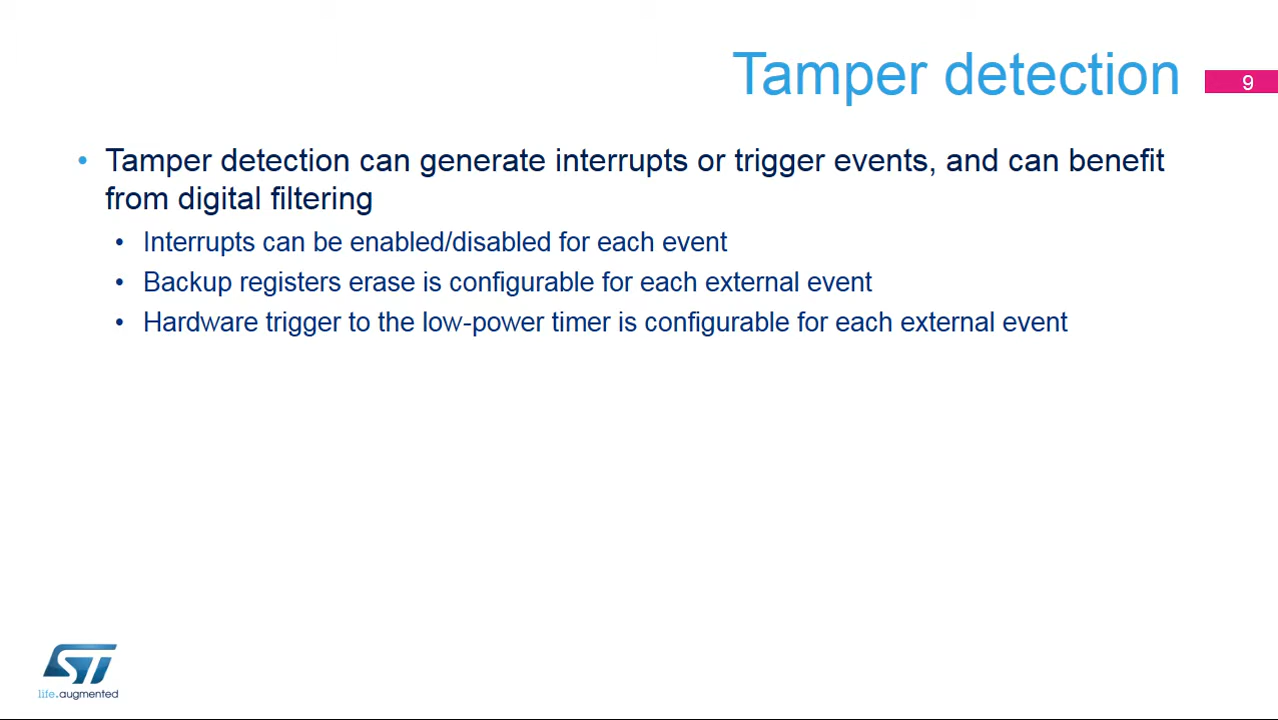 Tamper detection
9
• Tamper detection can generate interrupts or trigger events, and can benefit
from digital filtering
• Interrupts can be enabled/disabled for each event
• Backup registers erase is configurable for each external event
• Hardware trigger to the low-power timer is configurable for each external event
ST
life.augmented